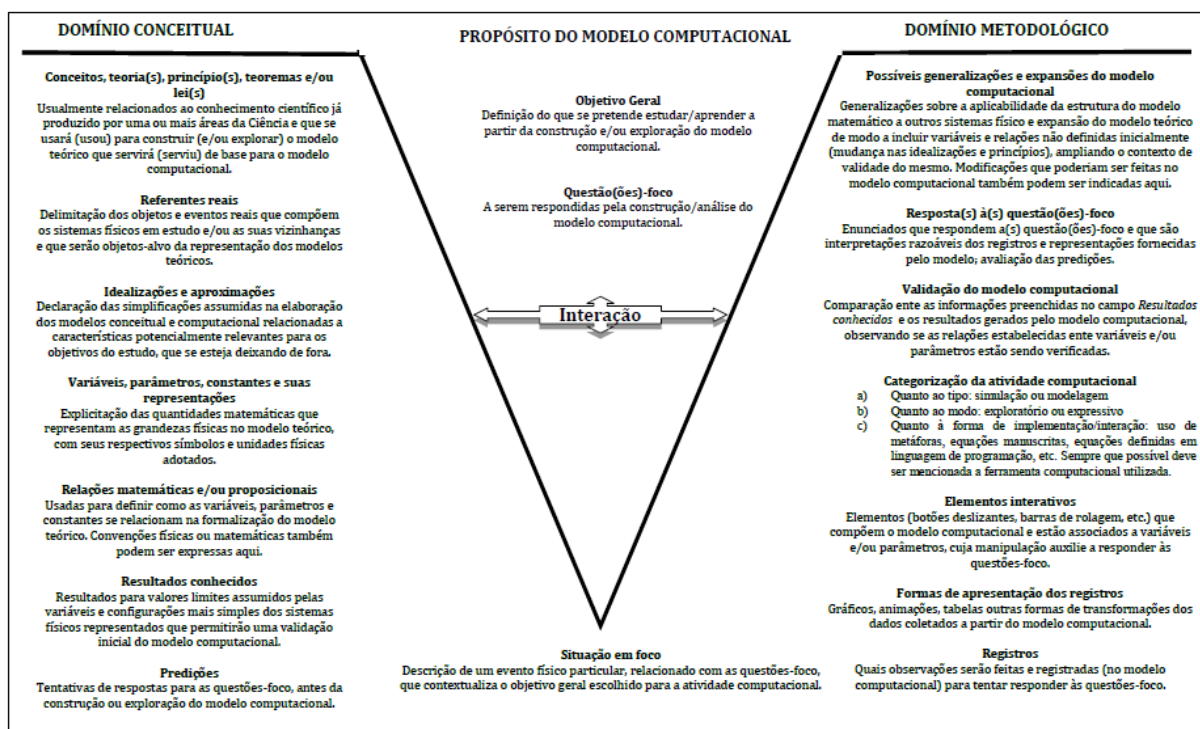 DOMÍNIO CONCEITUAL
Conceitos, teoria(s), princípio(s), teoremas e/ou
lei(s)
Usualmente relacionados ao conhecimento científico já
produzido por uma ou mais áreas da Ciência e que se
usará (usou) para construir (e/ou explorar) o modelo
teórico que servirá (serviu) de base para o modelo
computacional.
Referentes reais
Delimitação dos objetos e eventos reais que compõem
os sistemas físicos em estudo e/ou as suas vizinhanças
e que serão objetos-alvo da representação dos modelos
teóricos.
Idealizações e aproximações
Declaração das simplificações assumidas na elaboração
dos modelos conceitual e computacional relacionadas a
características potencialmente relevantes para os
objetivos do estudo, que se esteja deixando de fora.
Variáveis, parâmetros, constantes e suas
representações
Explicitação das quantidades matemáticas que
representam as grandezas físicas no modelo teórico,
com seus respectivos símbolos e unidades físicas
adotados.
Relações matemáticas e/ou proposicionais
Usadas para definir como as variáveis, parâmetros e
constantes se relacionam na formalização do modelo
teórico. Convenções físicas ou matemáticas também
podem ser expressas aqui.
Resultados conhecidos
Resultados para valores limites assumidos pelas
variáveis e configurações mais simples dos sistemas
físicos representados que permitirão uma validação
inicial do modelo computacional.
Predições
Tentativas de respostas para as questões-foco, antes da
construção ou exploração do modelo computacional.
PROPÓSITO DO MODELO COMPUTACIONAL
Objetivo Geral
Definição do que se pretende estudar/aprender a
partir da construção e/ou exploração do modelo
computacional.
Questão(ões)-foco
A serem respondidas pela construção/análise do
modelo computacional.
Interação
Situação em foco
Descrição de um evento físico particular, relacionado com as questões-foco,
que contextualiza o objetivo geral escolhido para a atividade computacional.
DOMÍNIO METODOLÓGICO
Possíveis generalizações e expansões do modelo
computacional
Generalizações sobre a aplicabilidade da estrutura do modelo
matemático a outros sistemas físico e expansão do modelo teórico
de modo a incluir variáveis e relações não definidas inicialmente
(mudança nas idealizações e princípios), ampliando o contexto de
validade do mesmo. Modificações que poderiam ser feitas no
modelo computacional também podem ser indicadas aqui.
Resposta(s) à(s) questão(ões)-foco
Enunciados que respondem a(s) questão(ões)-foco e que são
interpretações razoáveis dos registros e representações fornecidas
pelo modelo; avaliação das predições.
Validação do modelo computacional
Comparação ente as informações preenchidas no campo Resultados
conhecidos e os resultados gerados pelo modelo computacional,
observando se as relações estabelecidas ente variáveis e/ou
parâmetros estão sendo verificadas.
Categorização da atividade computacional
a) Quanto ao tipo: simulação ou modelagem
b) Quanto ao modo: exploratório ou expressivo
c) Quanto à forma de implementação/interação: uso de
metáforas, equações manuscritas, equações definidas em
linguagem de programação, etc. Sempre que possível deve
ser mencionada a ferramenta computacional utilizada.
Elementos interativos
Elementos (botões deslizantes, barras de rolagem, etc.) que
compõem o modelo computacional e estão associados a variáveis
e/ou parâmetros, cuja manipulação auxilie a responder às
questões-foco.
Formas de apresentação dos registros
Gráficos, animações, tabelas outras formas de transformações dos
dados coletados a partir do modelo computacional.
Registros
Quais observações serão feitas e registradas (no modelo
computacional) para tentar responder às questões-foco.